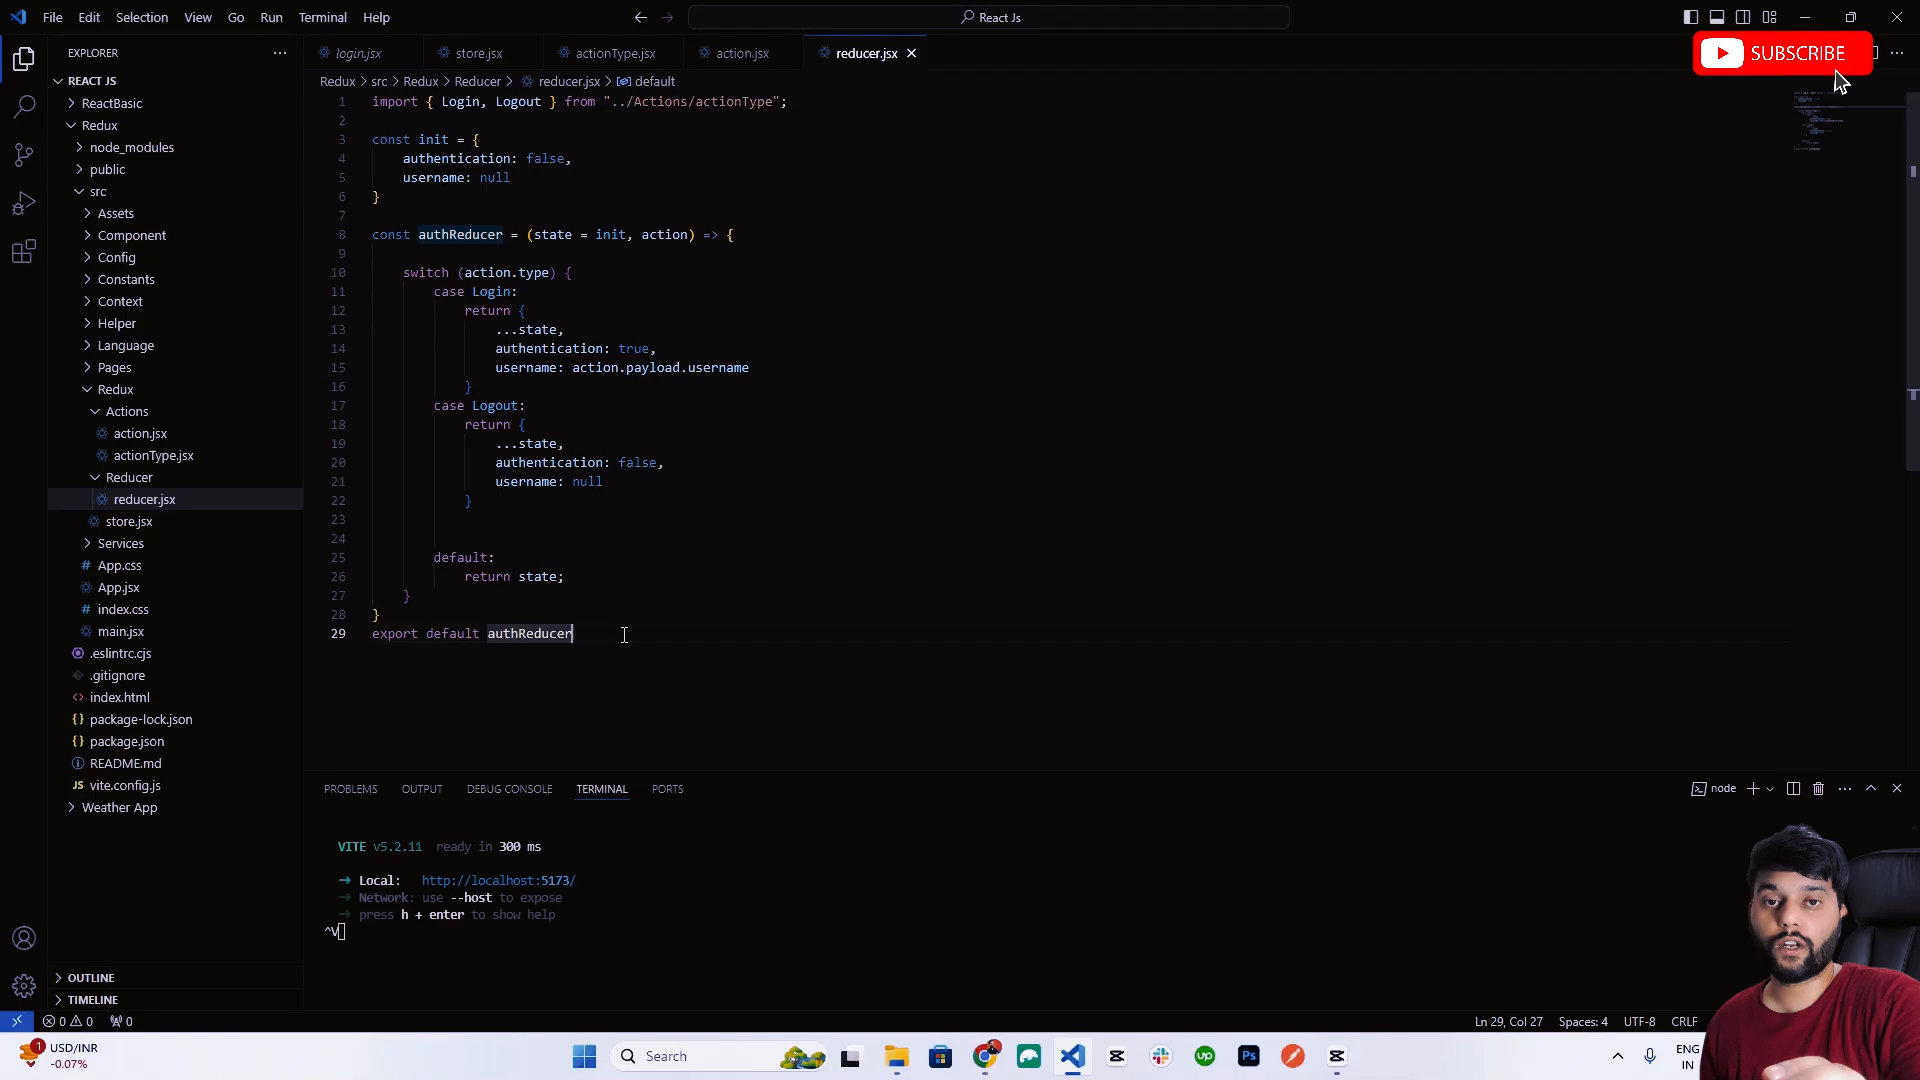 File Edit Selection View Go Run Terminal Help
React Js
SUBSCRIBE
EXPLORER
login.jsx store.jsx actionType.jsx action.jsx reducer.jsx
Redux > src > Redux > Reducer > reducer.jsx > default
REACT JS
ReactBasic
Redux
node_modules
public
src
Assets
Component
Config
Constants
Context
Helper
Language
Pages
Redux
Actions
action.jsx
actionType.jsx
Reducer
reducer.jsx
store.jsx
Services
# App.css
App.jsx
# index.css
main.jsx
.eslintrc.cjs
.gitignore
<> index.html
{} package-lock.json
{} package.json
README.md
JS vite.config.js
Weather App
OUTLINE
TIMELINE
1 import { Login, Logout } from "../Actions/actionType";
2
3 const init = {
4 authentication: false,
5 username: null
6 }
7
8 const authReducer = (state = init, action) => {
9
10 switch (action.type) {
11 case Login:
12 return {
13 ...state,
14 authentication: true,
15 username: action.payload.username
16 }
17 case Logout:
18 return {
19 ...state,
20 authentication: false,
21 username: null
22 }
23
24
25 default:
26 return state;
27 }
28 }
29 export default authReducer
PROBLEMS OUTPUT DEBUG CONSOLE TERMINAL PORTS
node
VITE v5.2.11 ready in 300 ms
➜ Local: http://localhost:5173/
➜ Network: use --host to expose
➜ press h + enter to show help
^V
0 0 0
Ln 29, Col 27 Spaces: 4 UTF-8 CRLF
1
USD/INR
-0.07%
Search
up
Ps
ENG
IN